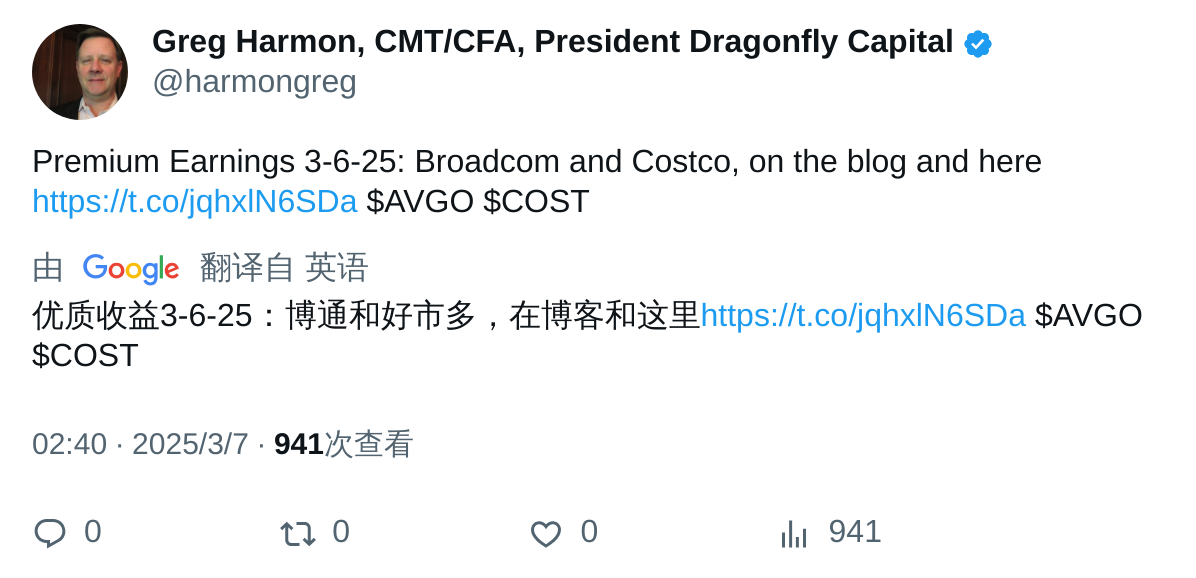 Greg Harmon, CMT/CFA, President Dragonfly Capital
@harmongreg
Premium Earnings 3-6-25: Broadcom and Costco, on the blog and here
https://t.co/jqhxlN6SDa $AVGO $COST
由 Google 翻译自 英语
优质收益3-6-25：博通和好市多，在博客和这里https://t.co/jqhxlN6SDa $AVGO
$COST
02:40 · 2025/3/7 · 941次查看
0 0 0 941